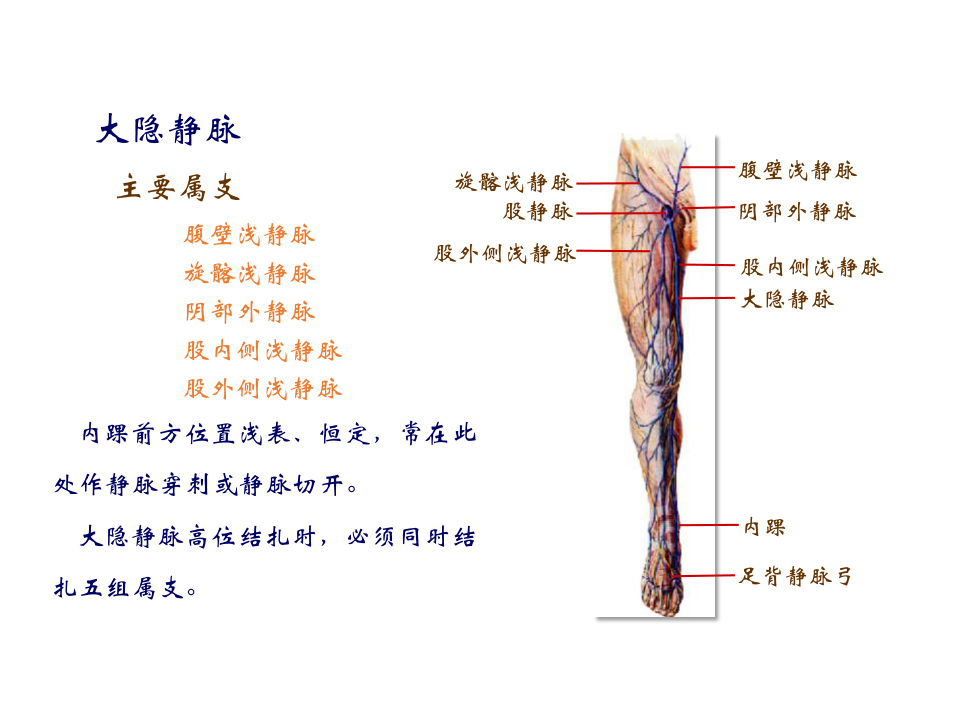 大隐静脉
主要属支
腹壁浅静脉
旋髂浅静脉
阴部外静脉
股内侧浅静脉
股外侧浅静脉
内踝前方位置浅表、恒定，常在此
处作静脉穿刺或静脉切开。
大隐静脉高位结扎时，必须同时结
扎五组属支。
旋髂浅静脉
股静脉
股外侧浅静脉
腹壁浅静脉
阴部外静脉
股内侧浅静脉
大隐静脉
内踝
足背静脉弓